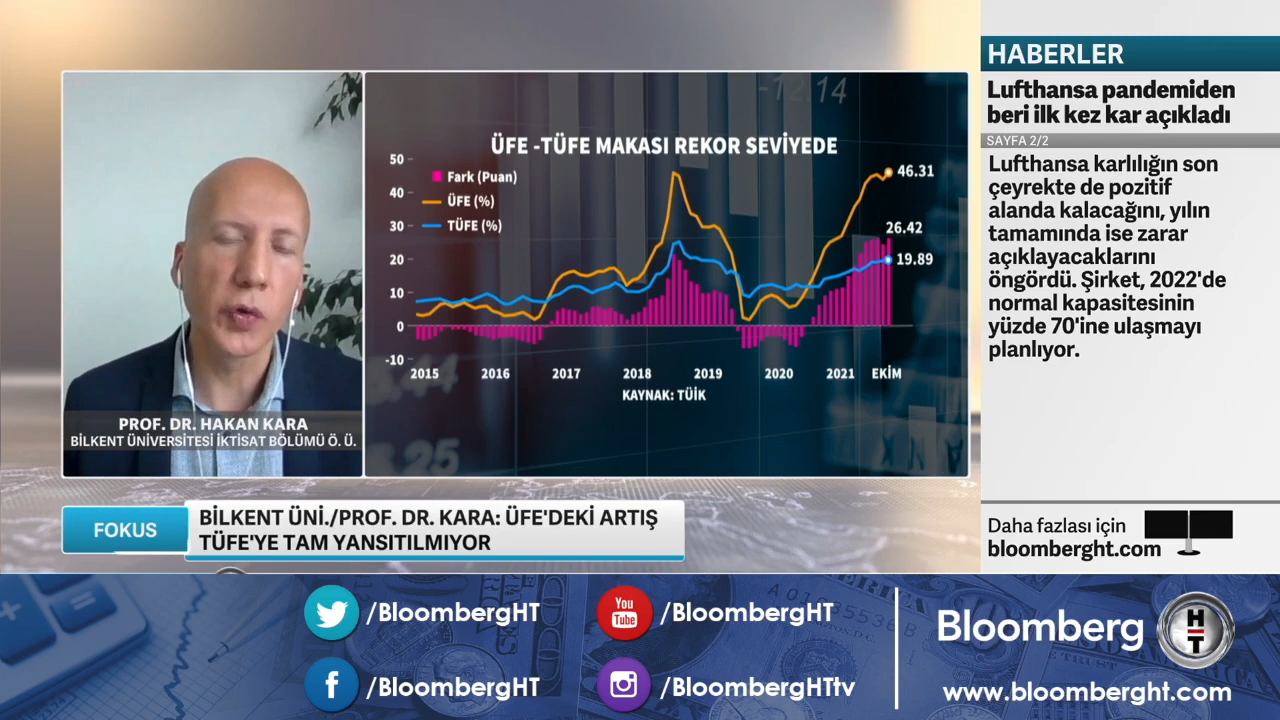 -12.14
ÜFE -TÜFE MAKASI REKOR SEVİYEDE
50
40
30
20
10
0
-10
Fark (Puan)
ÜFE (%)
TÜFE (%)
46.31
26.42
19.89
2015 2016 2017 2018 2019 2020 2021 EKİM
KAYNAK: TÜİK
PROF. DR. HAKAN KARA
BİLKENT ÜNİVERSİTESİ İKTİSAT BÖLÜMÜ Ö. Ü.
FOKUS
BİLKENT ÜNİ./PROF. DR. KARA: ÜFE'DEKİ ARTIŞ
TÜFE'YE TAM YANSITILMIYOR
HABERLER
Lufthansa pandemiden
beri ilk kez kar açıkladı
SAYFA 2/2
Lufthansa karlılığın son
çeyrekte de pozitif
alanda kalacağını, yılın
tamamında ise zarar
açıklayacaklarını
öngördü. Şirket, 2022'de
normal kapasitesinin
yüzde 70'ine ulaşmayı
planlıyor.
Daha fazlası için
bloomberght.com
/BloombergHT
You
Tube
/BloombergHT
/BloombergHT
/BloombergHTtv
Bloomberg HT
www.bloomberght.com